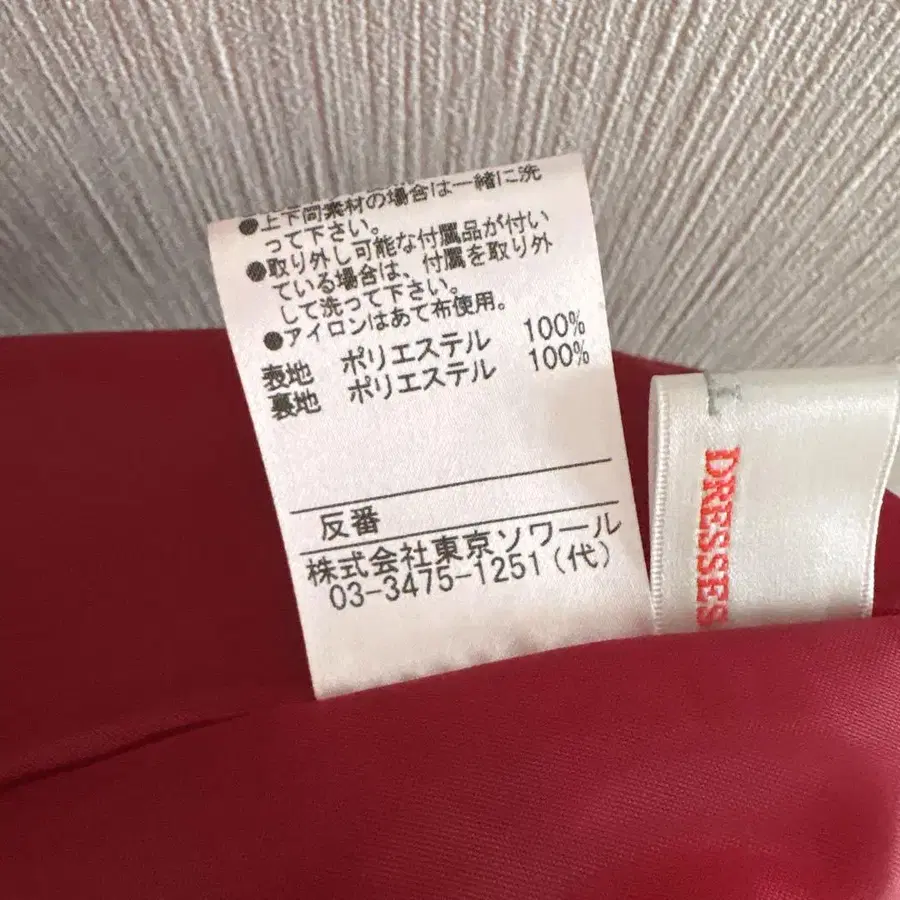 ●上下同素材の場合は一緒に洗
って下さい。
●取り外し可能な付属品が付い
ている場合は、付属を取り外
して洗って下さい。
●アイロンはあて布使用。
表地 ポリエステル 100%
裏地 ポリエステル 100%
反番
株式会社東京ソワール
03-3475-1251(代)
DRESSES